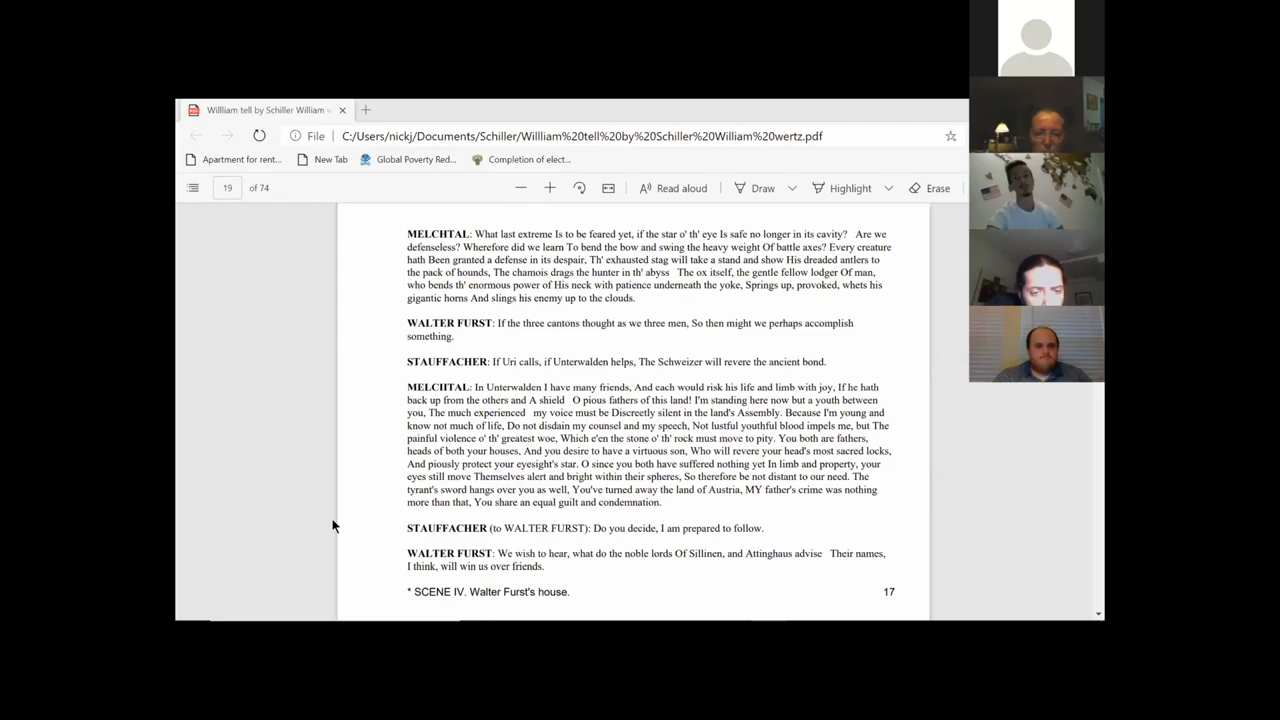 Willliam tell by Schiller William
File C:/Users/nickj/Documents/Schiller/Willliam%20tell%20by%20Schiller%20William%20wertz.pdf
Apartment for rent... New Tab Global Poverty Red... Completion of elect...
19 of 74 Read aloud Draw Highlight Erase
MELCHTAL: What last extreme Is to be feared yet, if the star o' th' eye Is safe no longer in its cavity? Are we
defenseless? Wherefore did we learn To bend the bow and swing the heavy weight Of battle axes? Every creature
hath Been granted a defense in its despair, Th' exhausted stag will take a stand and show His dreaded antlers to
the pack of hounds, The chamois drags the hunter in th' abyss The ox itself, the gentle fellow lodger Of man,
who bends th' enormous power of His neck with patience underneath the yoke, Springs up, provoked, whets his
gigantic horns And slings his enemy up to the clouds.
WALTER FURST: If the three cantons thought as we three men, So then might we perhaps accomplish
something.
STAUFFACHER: If Uri calls, if Unterwalden helps, The Schweizer will revere the ancient bond.
MELCHTAL: In Unterwalden I have many friends, And each would risk his life and limb with joy, If he hath
back up from the others and A shield O pious fathers of this land! I'm standing here now but a youth between
you, The much experienced my voice must be Discreetly silent in the land's Assembly. Because I'm young and
know not much of life, Do not disdain my counsel and my speech, Not lustful youthful blood impels me, but The
painful violence o' th' greatest woe, Which e'en the stone o' th' rock must move to pity. You both are fathers,
heads of both your houses, And you desire to have a virtuous son, Who will revere your head's most sacred locks,
And piously protect your eyesight's star. O since you both have suffered nothing yet In limb and property, your
eyes still move Themselves alert and bright within their spheres, So therefore be not distant to our need. The
tyrant's sword hangs over you as well, You've turned away the land of Austria, MY father's crime was nothing
more than that, You share an equal guilt and condemnation.
STAUFFACHER (to WALTER FURST): Do you decide, I am prepared to follow.
WALTER FURST: We wish to hear, what do the noble lords Of Sillinen, and Attinghaus advise Their names,
I think, will win us over friends.
* SCENE IV. Walter Furst's house. 17